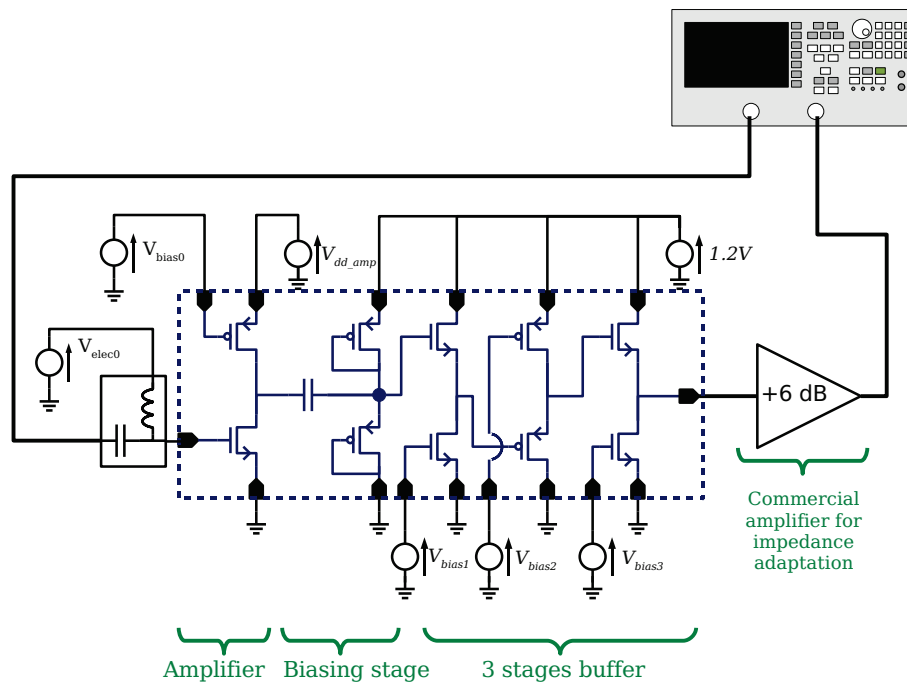 V_bias0
V_dd_amp
1.2V
V_elec0
+6 dB
Commercial
amplifier for
impedance
adaptation
V_bias1
V_bias2
V_bias3
Amplifier
Biasing stage
3 stages buffer